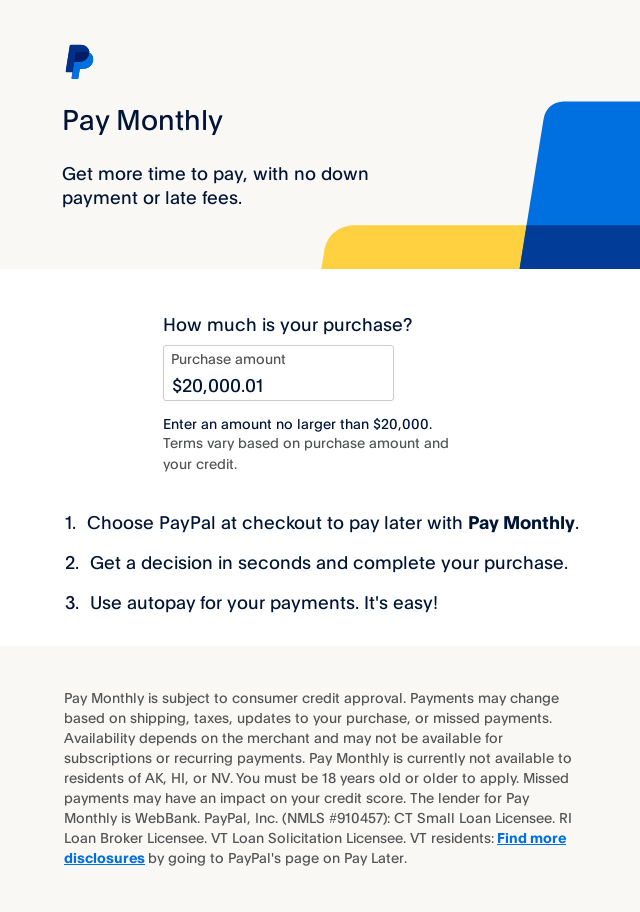 Pay Monthly
Get more time to pay, with no down
payment or late fees.
How much is your purchase?
Purchase amount
$20,000.01
Enter an amount no larger than $20,000.
Terms vary based on purchase amount and
your credit.
1. Choose PayPal at checkout to pay later with Pay Monthly.
2. Get a decision in seconds and complete your purchase.
3. Use autopay for your payments. It's easy!
Pay Monthly is subject to consumer credit approval. Payments may change
based on shipping, taxes, updates to your purchase, or missed payments.
Availability depends on the merchant and may not be available for
subscriptions or recurring payments. Pay Monthly is currently not available to
residents of AK, HI, or NV. You must be 18 years old or older to apply. Missed
payments may have an impact on your credit score. The lender for Pay
Monthly is WebBank. PayPal, Inc. (NMLS #910457): CT Small Loan Licensee. RI
Loan Broker Licensee. VT Loan Solicitation Licensee. VT residents: Find more
disclosures by going to PayPal's page on Pay Later.